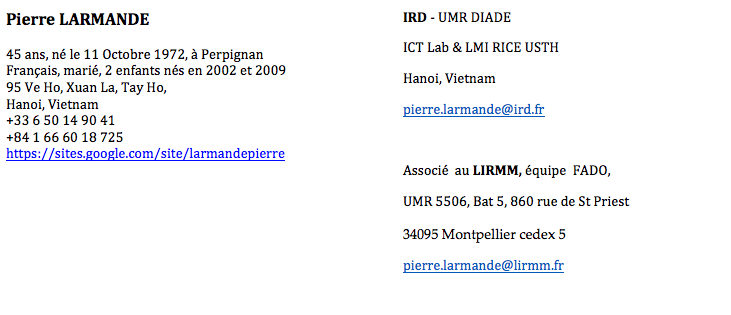 Pierre LARMANDE
45 ans, né le 11 Octobre 1972, à Perpignan
Français, marié, 2 enfants nés en 2002 et 2009
95 Ve Ho, Xuan La, Tay Ho,
Hanoi, Vietnam
+33 6 50 14 90 41
+84 1 66 60 18 725
https://sites.google.com/site/larmandepierre
IRD - UMR DIADE
ICT Lab & LMI RICE USTH
Hanoi, Vietnam
pierre.larmande@ird.fr
Associé au LIRMM, équipe FADO,
UMR 5506, Bat 5, 860 rue de St Priest
34095 Montpellier cedex 5
pierre.larmande@lirmm.fr